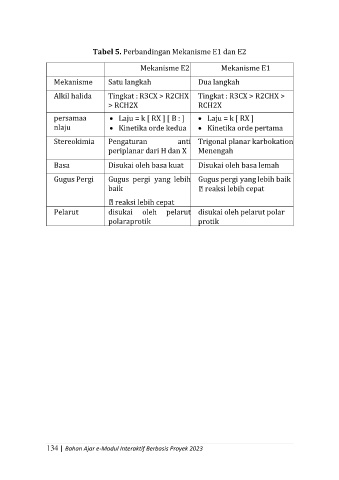 Tabel 5. Perbandingan Mekanisme E1 dan E2
Mekanisme E2 Mekanisme E1
Mekanisme Satu langkah Dua langkah
Alkil halida Tingkat : R3CX > R2CHX Tingkat : R3CX > R2CHX >
> RCH2X RCH2X
persamaa • Laju = k [ RX ] [ B : ] • Laju = k [ RX ]
nlaju • Kinetika orde kedua • Kinetika orde pertama
Stereokimia Pengaturan anti Trigonal planar karbokation
periplanar dari H dan X Menengah
Basa Disukai oleh basa kuat Disukai oleh basa lemah
Gugus Pergi Gugus pergi yang lebih Gugus pergi yang lebih baik
baik ⍰ reaksi lebih cepat
⍰ reaksi lebih cepat
Pelarut disukai oleh pelarut disukai oleh pelarut polar
polaraprotik protik
134 | Bahan Ajar e-Modul Interaktif Berbasis Proyek 2023